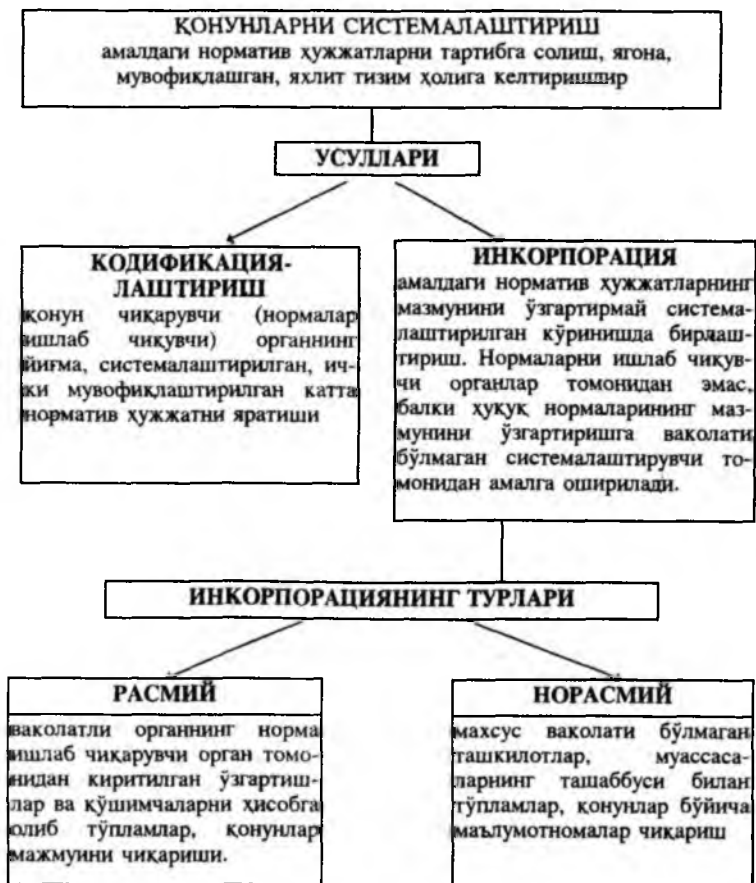 ҚОНУНЛАРНИ СИСТЕМАЛАШТИРИШ
амалдаги норматив ҳужжатларни тартибга солиш, ягона,
мувофиқлашган, яхлит тизим ҳолига келтиришдир
УСУЛЛАРИ
КОДИФИКАЦИЯ-
ЛАШТИРИШ
қонун чиқарувчи (нормалар
ишлаб чиқувчи) органнинг
йиғма, системалаштирилган, ич-
ки мувофиқлаштирилган катта
норматив ҳужжатни яратиши
ИНКОРПОРАЦИЯ
амалдаги норматив ҳужжатларнинг
мазмунини ўзгартирмай система-
лаштирилган кўринишда бирлаш-
тириш. Нормаларни ишлаб чиқув-
чи органлар томонидан эмас,
балки ҳуқуқ нормаларининг маз-
мунини ўзгартиришга ваколати
бўлмаган системалаштирувчи то-
монидан амалга оширилади.
ИНКОРПОРАЦИЯНИНГ ТУРЛАРИ
РАСМИЙ
ваколатли органнинг норма
ишлаб чиқарувчи орган томо-
нидан киритилган ўзгартиш-
лар ва қўшимчаларни ҳисобга
олиб тўпламлар, қонунлар
мажмуини чиқариши.
НОРАСМИЙ
махсус ваколати бўлмаган
ташкилотлар, муассаса-
ларнинг ташаббуси билан
тўпламлар, қонунлар бўйича
маълумотномалар чиқариш